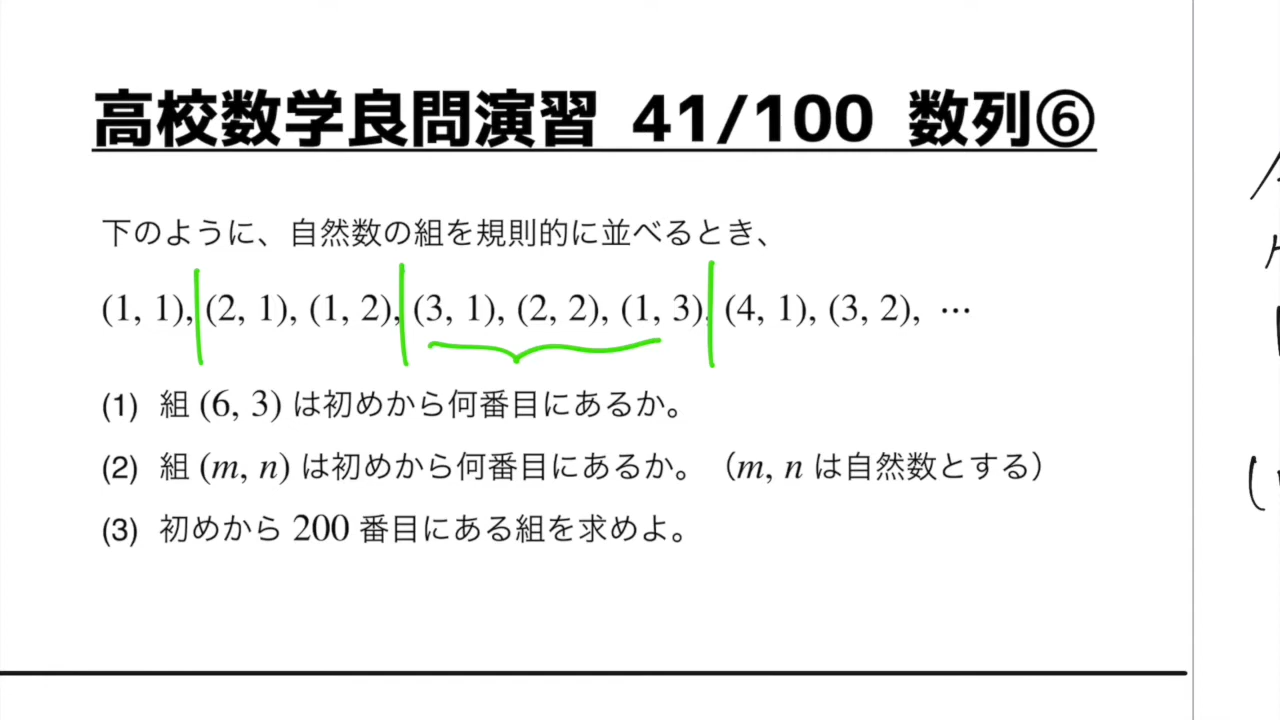 高校数学良問演習 41/100 数列⑥
下のように、自然数の組を規則的に並べるとき、
(1, 1), (2, 1), (1, 2), (3, 1), (2, 2), (1, 3), (4, 1), (3, 2), ⋯
(1) 組 (6, 3) は初めから何番目にあるか。
(2) 組 (m, n) は初めから何番目にあるか。（m, n は自然数とする）
(3) 初めから 200 番目にある組を求めよ。